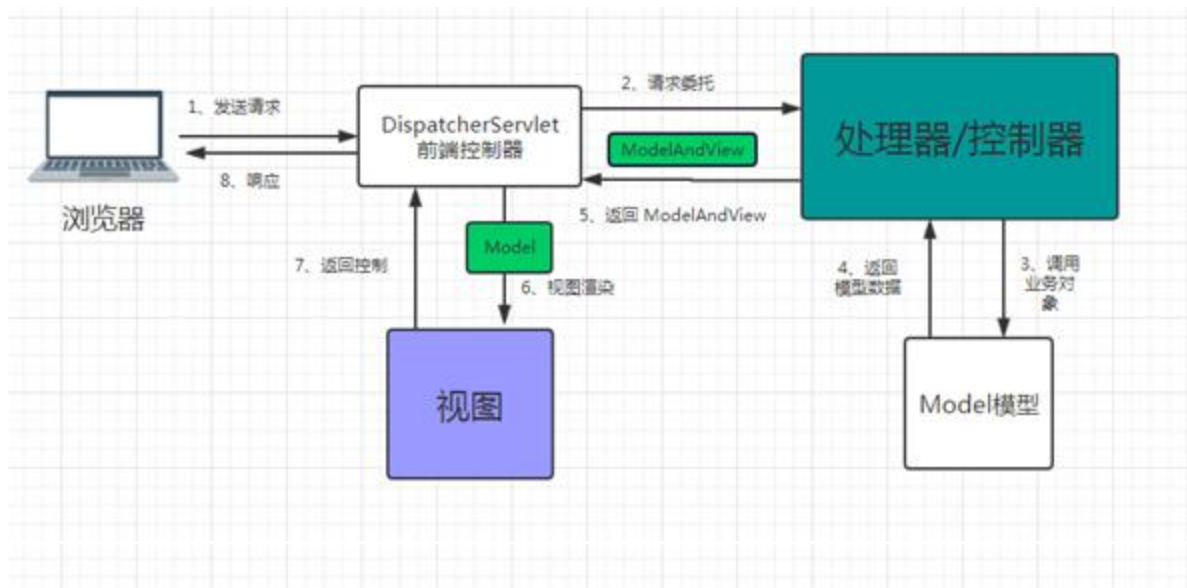 1、发送请求
2、请求委托
DispatcherServlet
前端控制器
处理器/控制器
ModelAndView
8、响应
5、返回 ModelAndView
浏览器
Model
7、返回控制
6、视图渲染
4、返回
模型数据
3、调用
业务对
象
视图
Model模型